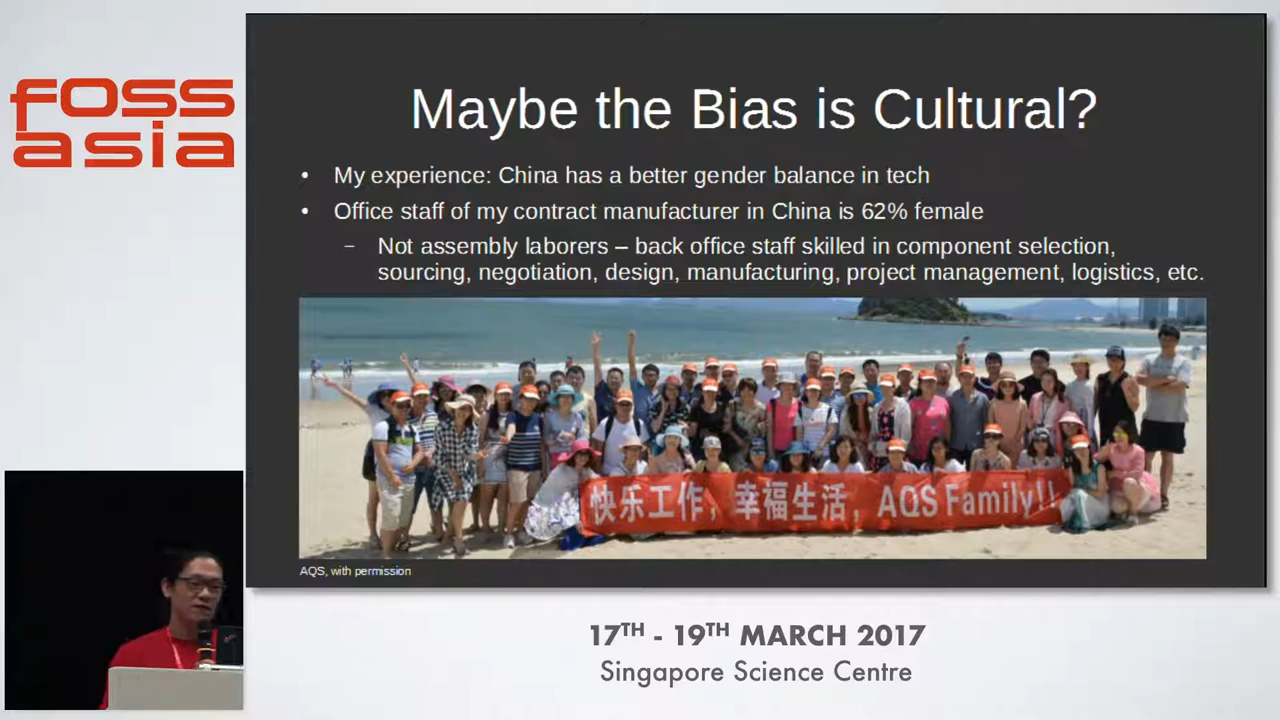 foss
asia
Maybe the Bias is Cultural?
• My experience: China has a better gender balance in tech
• Office staff of my contract manufacturer in China is 62% female
– Not assembly laborers – back office staff skilled in component selection,
sourcing, negotiation, design, manufacturing, project management, logistics, etc.
快乐工作，幸福生活，AQS Family!!
AQS, with permission
17TH - 19TH MARCH 2017
Singapore Science Centre